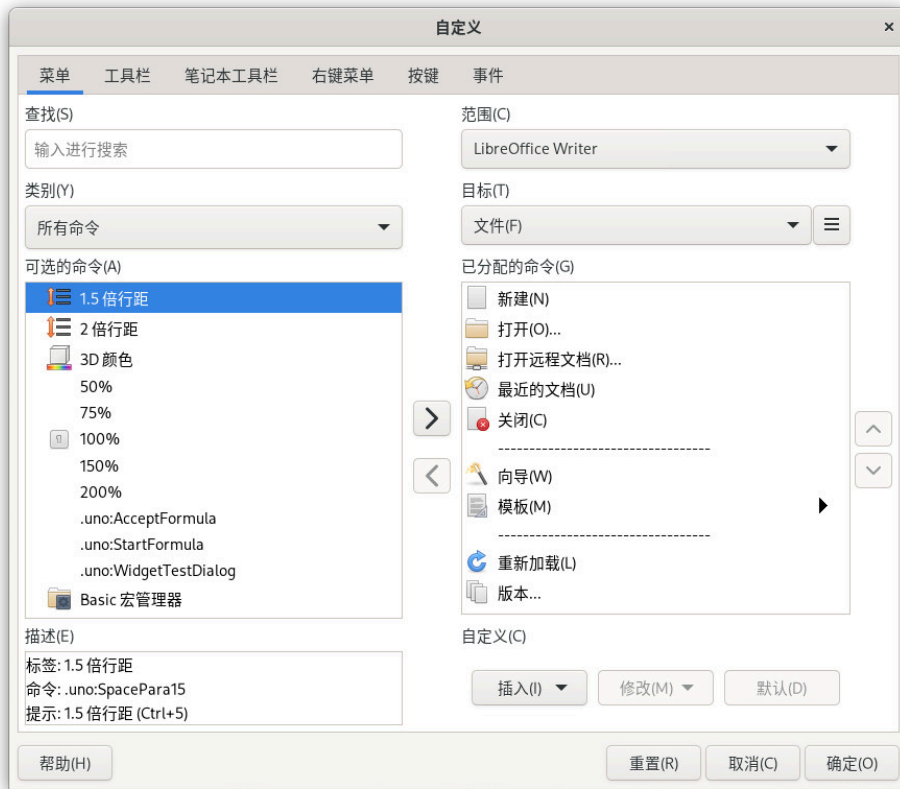 自定义
菜单 工具栏 笔记本工具栏 右键菜单 按键 事件
查找(S)
输入进行搜索
类别(Y)
所有命令
可选的命令(A)
1.5 倍行距
2 倍行距
3D 颜色
50%
75%
100%
150%
200%
.uno:AcceptFormula
.uno:StartFormula
.uno:WidgetTestDialog
Basic 宏管理器
描述(E)
标签: 1.5 倍行距
命令: .uno:SpacePara15
提示: 1.5 倍行距 (Ctrl+5)
范围(C)
LibreOffice Writer
目标(T)
文件(F)
已分配的命令(G)
新建(N)
打开(O)...
打开远程文档(R)...
最近的文档(U)
关闭(C)
----------------------------------
向导(W)
模板(M)
----------------------------------
重新加载(L)
版本...
自定义(C)
插入(I) 修改(M) 默认(D)
帮助(H) 重置(R) 取消(C) 确定(O)